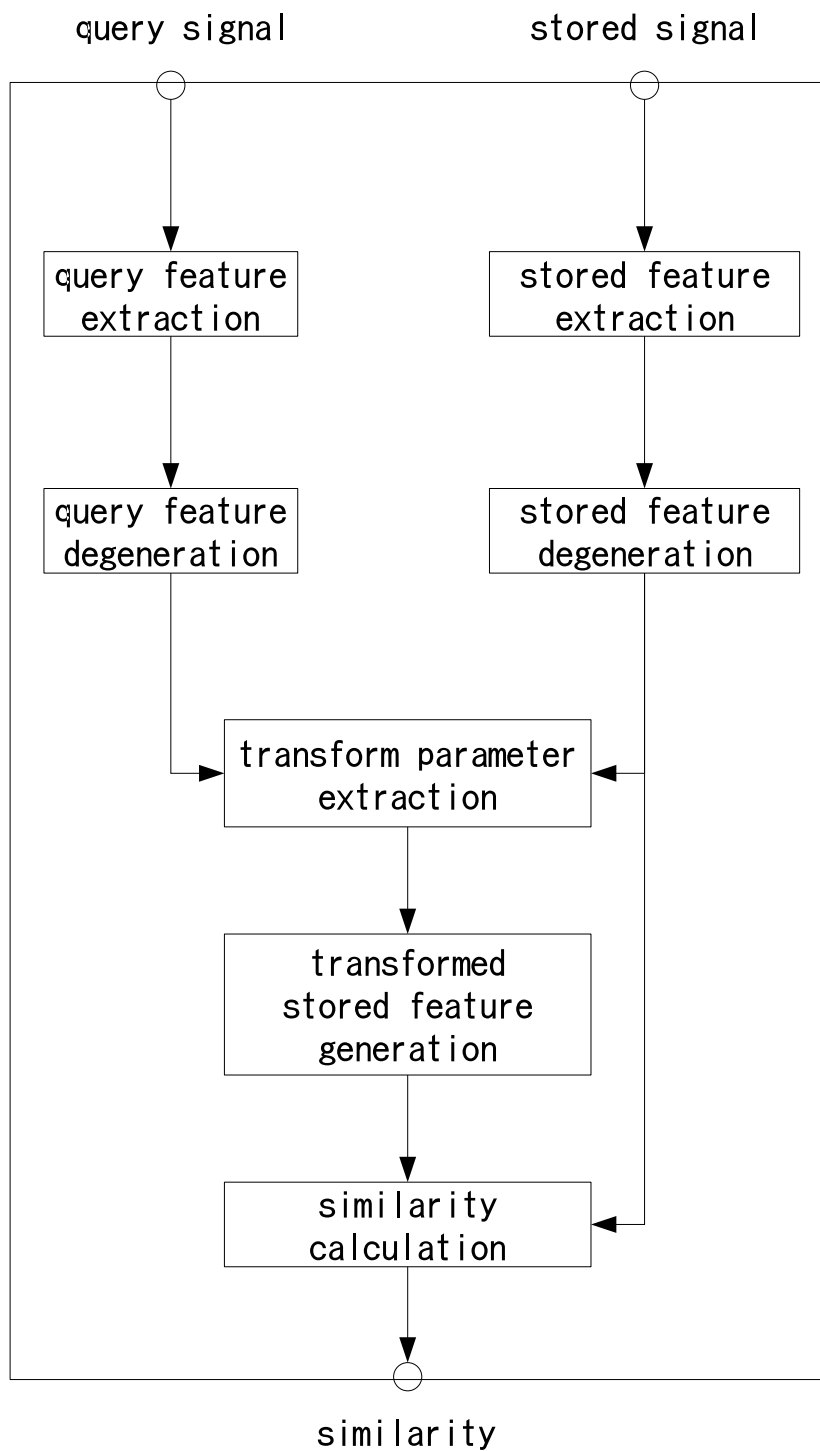 query signal
stored signal
query feature
extraction
stored feature
extraction
query feature
degeneration
stored feature
degeneration
transform parameter
extraction
transformed
stored feature
generation
similarity
calculation
similarity